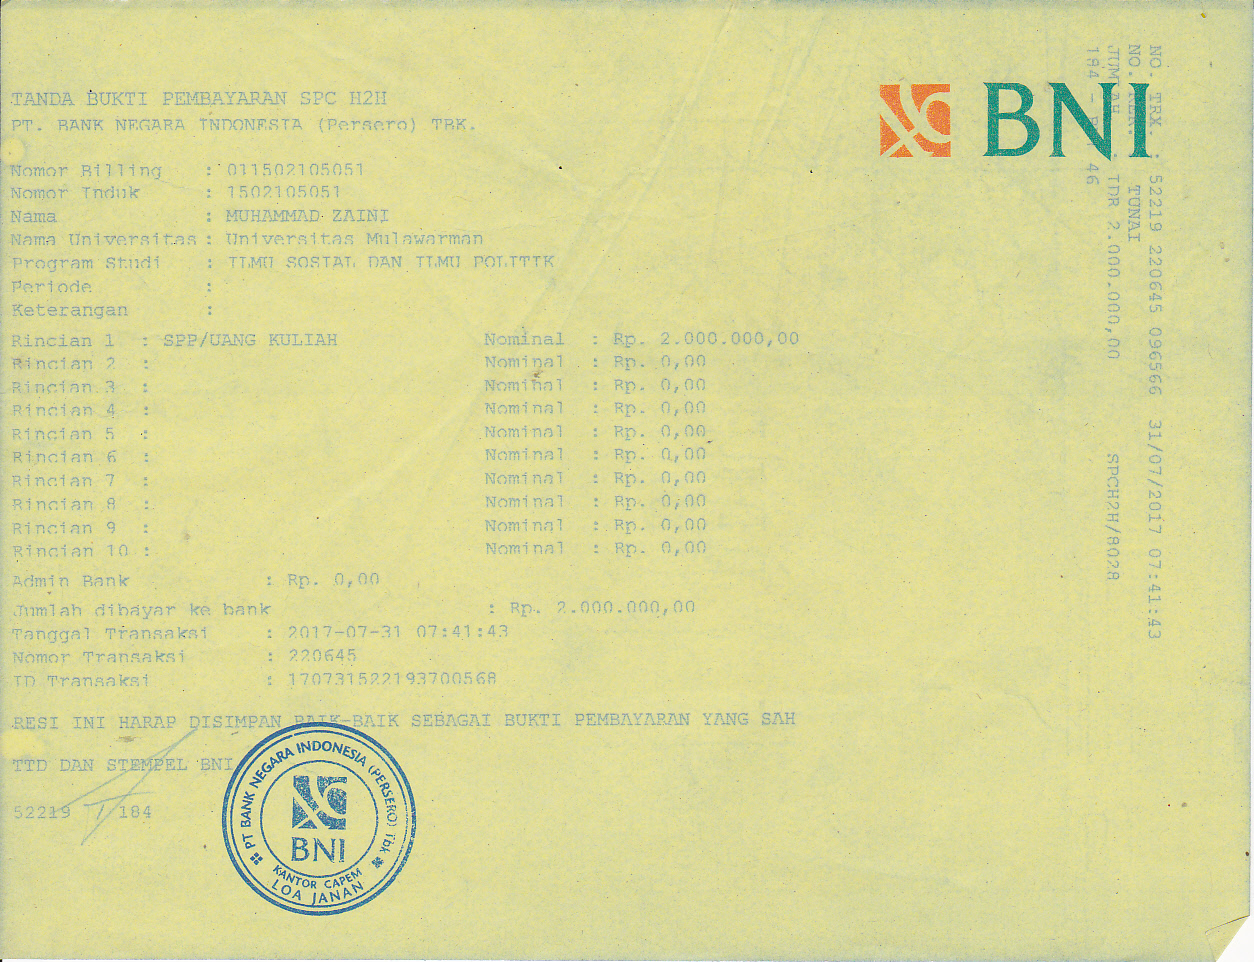 TANDA BUKTI PEMBAYARAN SPC H2H
PT. BANK NEGARA INDONESIA (Persero) TBK.
BNI
Nomor Billing : 011502105051
Nomor Induk : 1502105051
Nama : MUHAMMAD ZAINI
Nama Universitas : Universitas Mulawarman
Program Studi : ILMU SOSIAL DAN ILMU POLITIK
Periode :
Keterangan :
Rincian 1 : SPP/UANG KULIAH Nominal : Rp. 2.000.000,00
Rincian 2 : Nominal : Rp. 0,00
Rincian 3 : Nominal : Rp. 0,00
Rincian 4 : Nominal : Rp. 0,00
Rincian 5 : Nominal : Rp. 0,00
Rincian 6 : Nominal : Rp. 0,00
Rincian 7 : Nominal : Rp. 0,00
Rincian 8 : Nominal : Rp. 0,00
Rincian 9 : Nominal : Rp. 0,00
Rincian 10 : Nominal : Rp. 0,00
Admin Bank : Rp. 0,00
Jumlah dibayar ke bank : Rp. 2.000.000,00
Tanggal Transaksi : 2017-07-31 07:41:43
Nomor Transaksi : 220645
ID Transaksi : 170731522193700568
RESI INI HARAP DISIMPAN BAIK-BAIK SEBAGAI BUKTI PEMBAYARAN YANG SAH
TTD DAN STEMPEL BNI
52219 / 184
PT BANK NEGARA INDONESIA (PERSERO) Tbk
BNI
KANTOR CAPEM
LOA JANAN
NO. TRX. : 52219 220645 096566 31/07/2017 07:41:43
NO. REK. TUNAI
JUMLAH : IDR 2.000.000,00 SPCH2H/8028
184 46